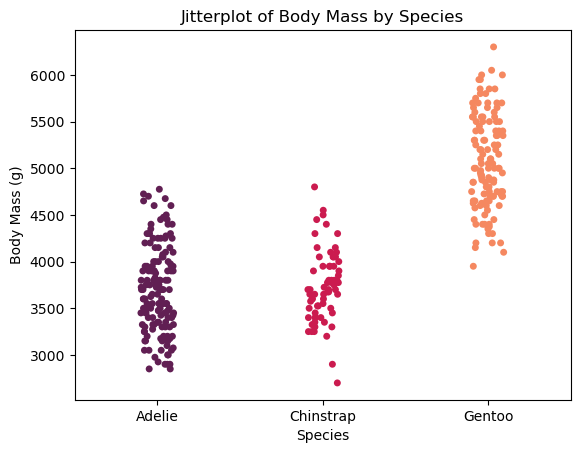 Jitterplot of Body Mass by Species
6000
5500
5000
4500
4000
3500
3000
Body Mass (g)
Adelie
Chinstrap
Gentoo
Species